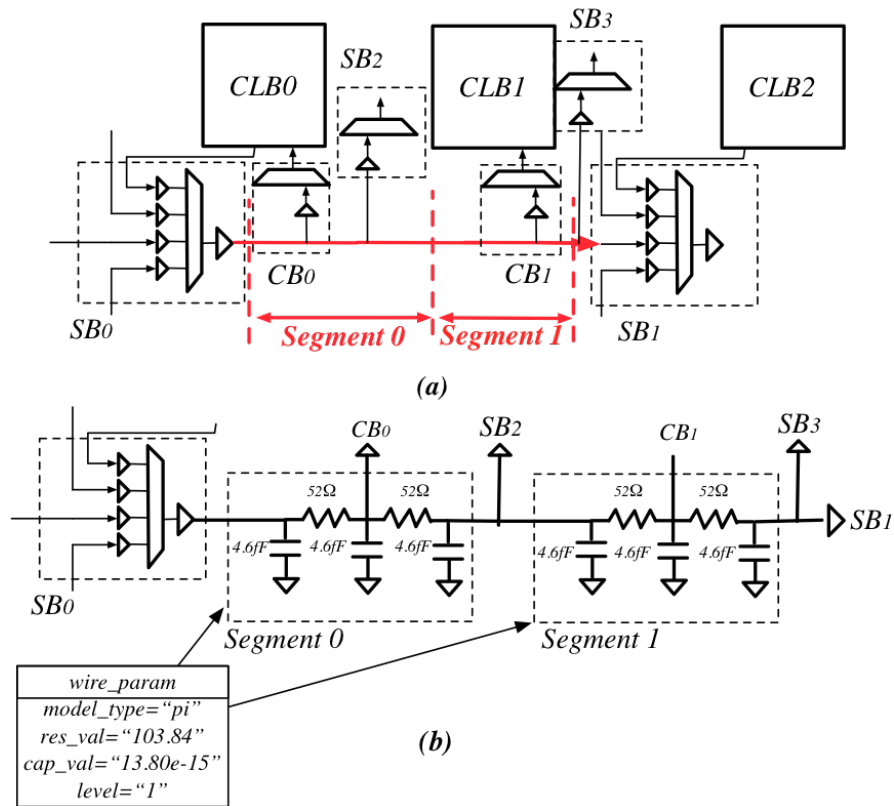 SB3
SB2
CLB0
CLB1
CLB2
CB0
CB1
SB0
SB1
Segment 0
Segment 1
(a)
CB0
SB2
CB1
SB3
52Ω
52Ω
52Ω
52Ω
4.6fF
4.6fF
4.6fF
4.6fF
4.6fF
4.6fF
SB1
SB0
Segment 0
Segment 1
wire_param
model_type=“pi”
res_val=“103.84”
cap_val=“13.80e-15”
level=“1”
(b)